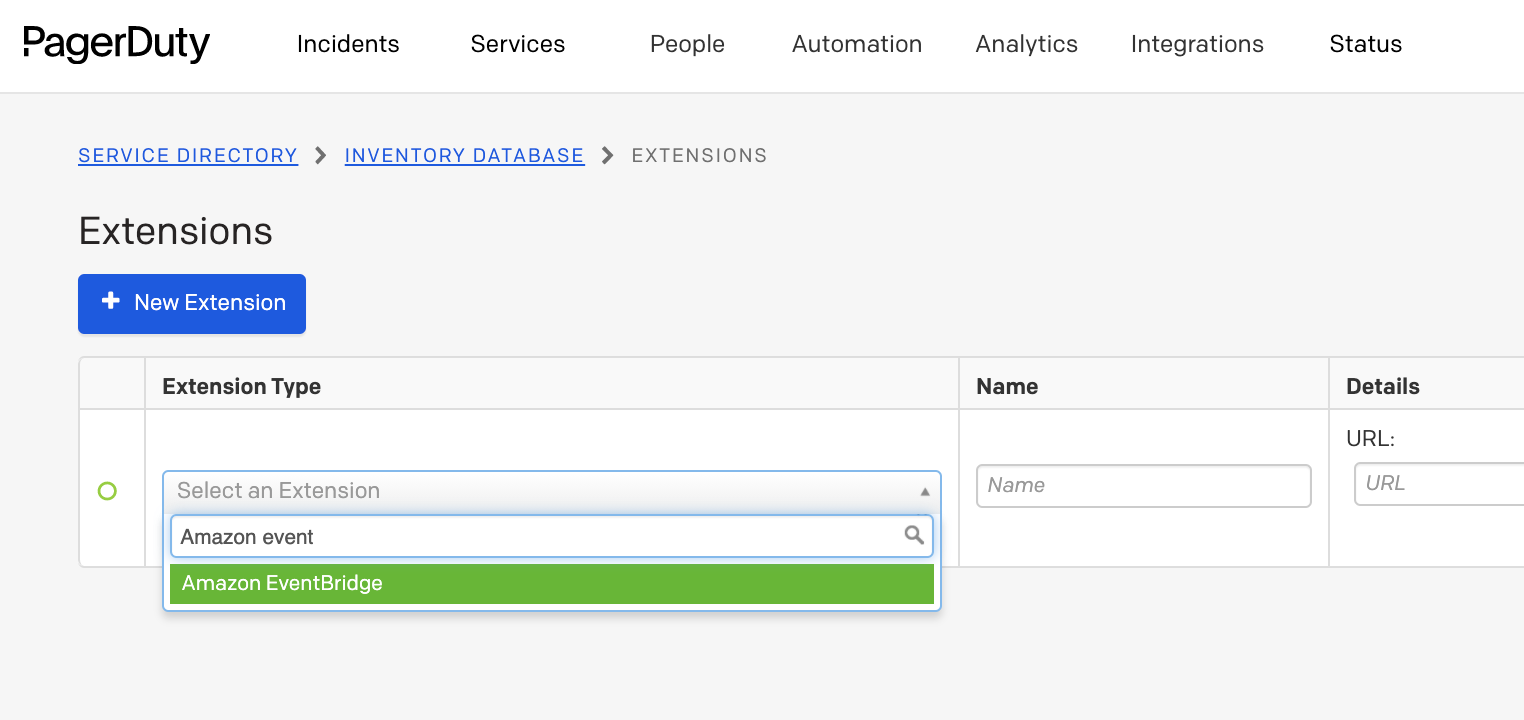 PagerDuty Incidents Services People Automation Analytics Integrations Status
SERVICE DIRECTORY > INVENTORY DATABASE > EXTENSIONS
Extensions
+ New Extension
Extension Type Name Details
URL:
Select an Extension Name URL
Amazon event
Amazon EventBridge